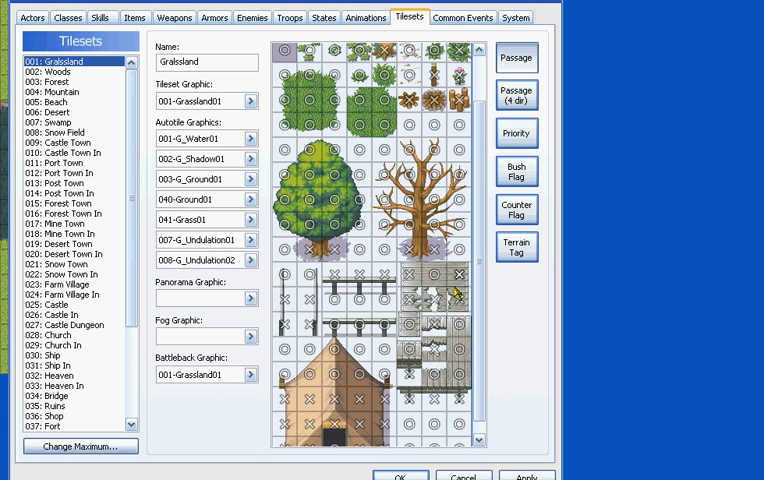 Actors Classes Skills Items Weapons Armors Enemies Troops States Animations Tilesets Common Events System
Tilesets
001: Gralssland
002: Woods
003: Forest
004: Mountain
005: Beach
006: Desert
007: Swamp
008: Snow Field
009: Castle Town
010: Castle Town In
011: Port Town
012: Port Town In
013: Post Town
014: Post Town In
015: Forest Town
016: Forest Town In
017: Mine Town
018: Mine Town In
019: Desert Town
020: Desert Town In
021: Snow Town
022: Snow Town In
023: Farm Village
024: Farm Village In
025: Castle
026: Castle In
027: Castle Dungeon
028: Church
029: Church In
030: Ship
031: Ship In
032: Heaven
033: Heaven In
034: Bridge
035: Ruins
036: Shop
037: Fort
Change Maximum...
Name:
Gralssland
Tileset Graphic:
001-Grassland01
Autotile Graphics:
001-G_Water01
002-G_Shadow01
003-G_Ground01
040-Ground01
041-Grass01
007-G_Undulation01
008-G_Undulation02
Panorama Graphic:
Fog Graphic:
Battleback Graphic:
001-Grassland01
Passage
Passage
(4 dir)
Priority
Bush
Flag
Counter
Flag
Terrain
Tag
OK Cancel Apply